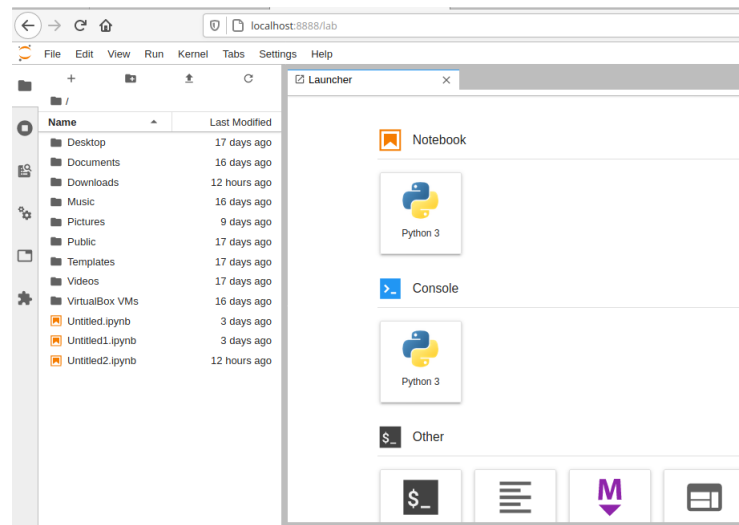 localhost:8888/lab
File Edit View Run Kernel Tabs Settings Help
Launcher
/
Name Last Modified
Desktop 17 days ago
Documents 16 days ago
Downloads 12 hours ago
Music 16 days ago
Pictures 9 days ago
Public 17 days ago
Templates 17 days ago
Videos 17 days ago
VirtualBox VMs 16 days ago
Untitled.ipynb 3 days ago
Untitled1.ipynb 3 days ago
Untitled2.ipynb 12 hours ago
Notebook
Python 3
>_ Console
Python 3
$_ Other
$_ M